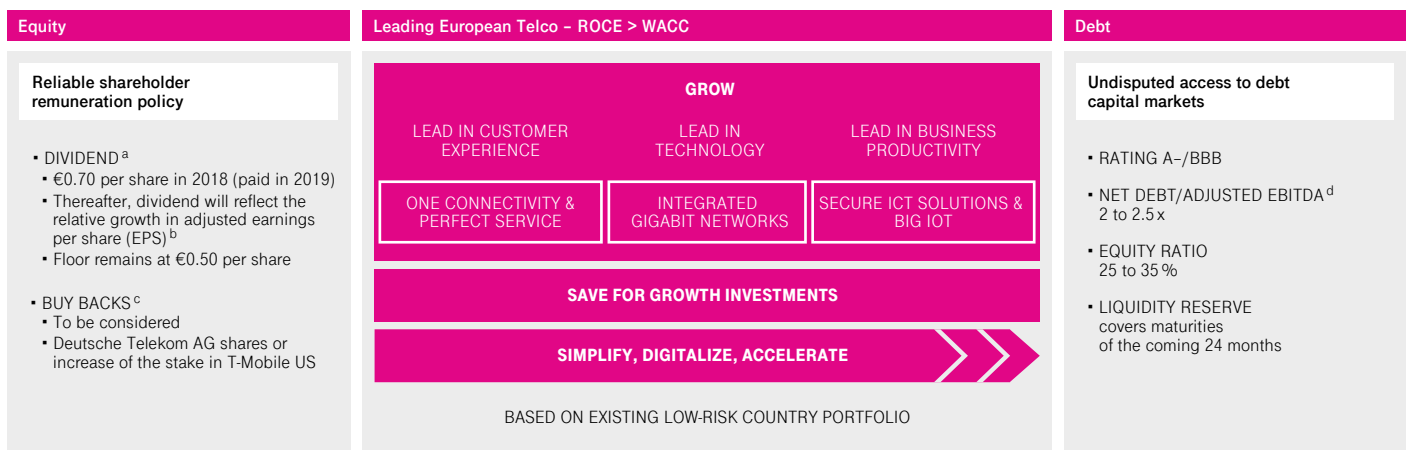 Equity
Reliable shareholder
remuneration policy
▪ DIVIDEND a
▪ €0.70 per share in 2018 (paid in 2019)
▪ Thereafter, dividend will reflect the
relative growth in adjusted earnings
per share (EPS) b
▪ Floor remains at €0.50 per share
▪ BUY BACKS c
▪ To be considered
▪ Deutsche Telekom AG shares or
increase of the stake in T-Mobile US
Leading European Telco – ROCE > WACC
GROW
LEAD IN CUSTOMER
EXPERIENCE
LEAD IN
TECHNOLOGY
LEAD IN BUSINESS
PRODUCTIVITY
ONE CONNECTIVITY &
PERFECT SERVICE
INTEGRATED
GIGABIT NETWORKS
SECURE ICT SOLUTIONS &
BIG IOT
SAVE FOR GROWTH INVESTMENTS
SIMPLIFY, DIGITALIZE, ACCELERATE
BASED ON EXISTING LOW-RISK COUNTRY PORTFOLIO
Debt
Undisputed access to debt
capital markets
▪ RATING A–/BBB
▪ NET DEBT/ADJUSTED EBITDA d
2 to 2.5 x
▪ EQUITY RATIO
25 to 35 %
▪ LIQUIDITY RESERVE
covers maturities
of the coming 24 months